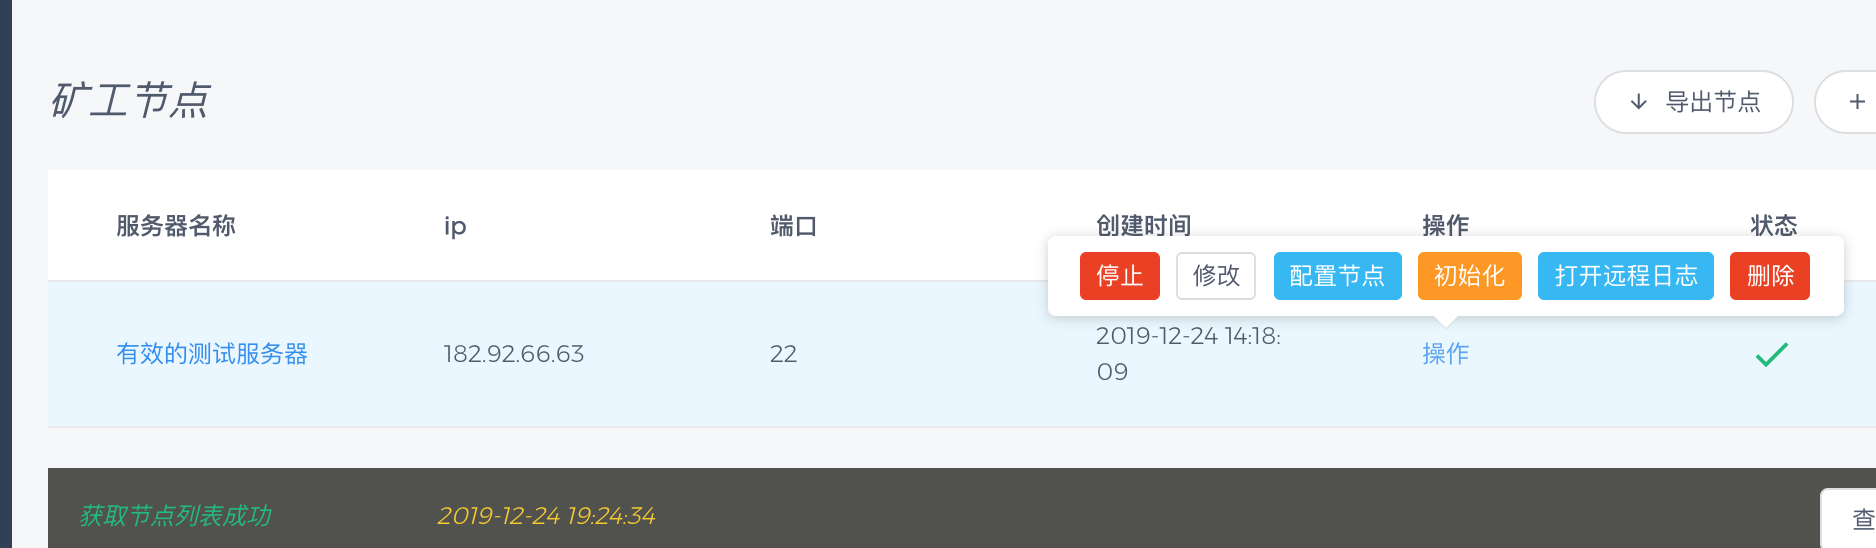 矿工节点
导出节点
+
服务器名称 ip 端口 创建时间 操作 状态
停止 修改 配置节点 初始化 打开远程日志 删除
有效的测试服务器 182.92.66.63 22 2019-12-24 14:18:
09 操作
获取节点列表成功 2019-12-24 19:24:34 查